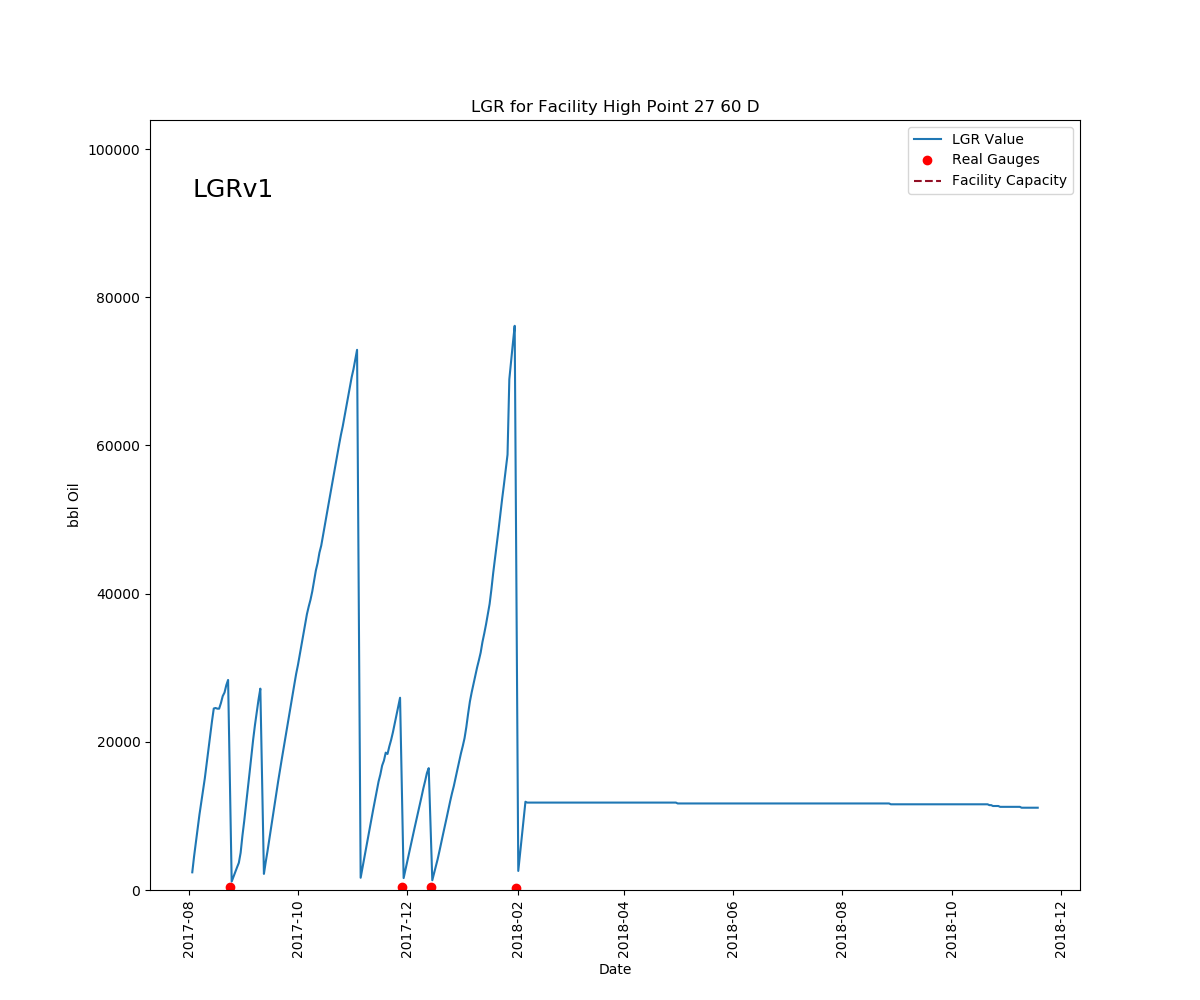 LGR for Facility High Point 27 60 D
LGR Value
Real Gauges
Facility Capacity
LGRv1
100000
80000
60000
40000
20000
0
bbl Oil
2017-08
2017-10
2017-12
2018-02
2018-04
2018-06
2018-08
2018-10
2018-12
Date